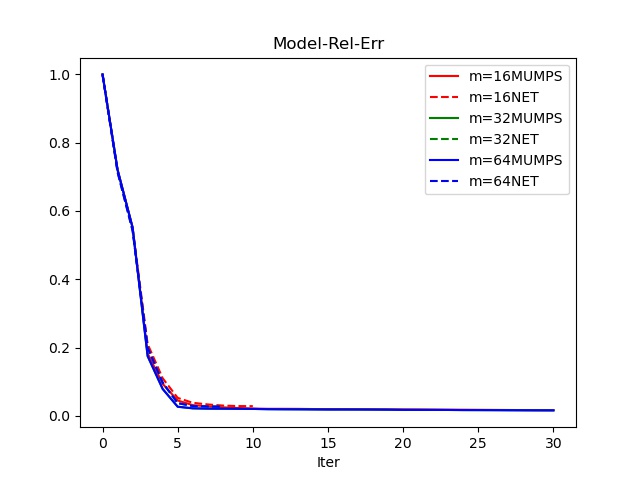 Model-Rel-Err
1.0
0.8
0.6
0.4
0.2
0.0
m=16MUMPS
m=16NET
m=32MUMPS
m=32NET
m=64MUMPS
m=64NET
0 5 10 15 20 25 30
Iter